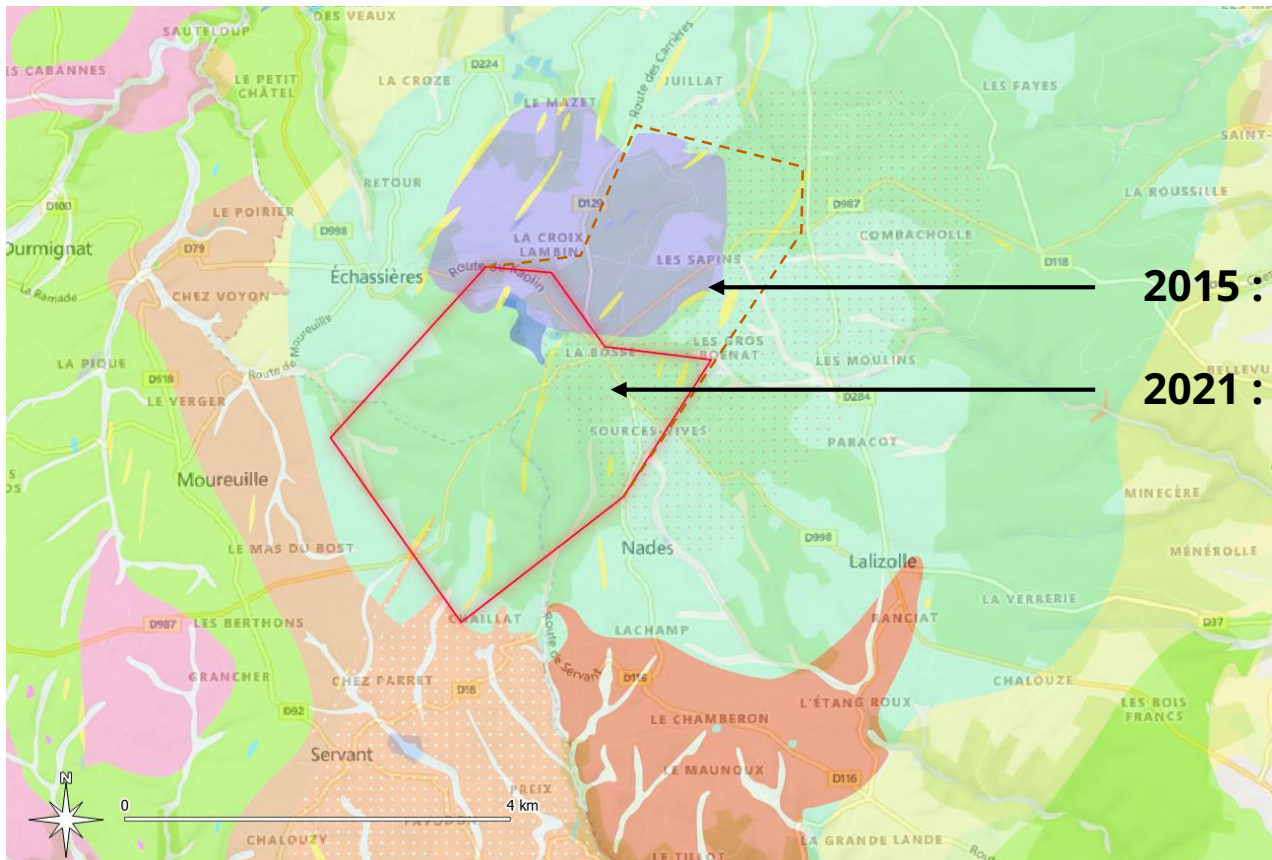 DES VEAUX
SAUTELOUP
LES CABANNES
LE PETIT
CHÂTEL
LA CROZE
D224
Route des Carrières
JUILLAT
LES FAYES
LE MAZET
SAINT-
RETOUR
D100
LE POIRIER
D998
D129
D987
LA ROUSSILLE
Durmignat
D79
LA CROIX
LAMBIN
LES SAPINS
COMBACHOLLE
D118
Échassières
Route du Kaolin
La Ramade
CHEZ VOYON
2015 :
Route de Moureuille
LA BOSSE
LES GROS
BOËNAT
LES MOULINS
LA PIQUE
BELLEVU
D518
LE VERGER
D284
2021 :
SOURCES-VIVES
PARACOT
Moureuille
MINECÈRE
LE MAS DU BOST
Nades
D998
Lalizolle
MÉNÉROLLE
LA VERRERIE
D987
LES BERTHONS
CHAILLAT
LACHAMP
RANCIAT
D37
Route de Servant
GRANCHER
CHEZ PARRET
D18
D116
CHALOUZE
L'ÉTANG ROUX
LES BOIS
FRANCS
D92
LE CHAMBERON
Servant
LE MAUNOUX
D116
N
PREIX
0
4 km
CHALOUZY
LA GRANDE LANDE
LE TILLOT